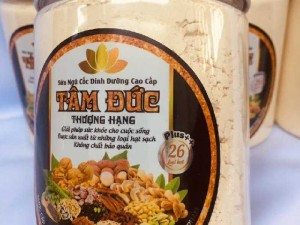 Sữa Ngũ Cốc Dinh Dưỡng Cao Cấp
TÂM ĐỨC
THƯỢNG HẠNG
Giải pháp sức khỏe cho cuộc sống
Được sản xuất từ những loại hạt sạch
Không chất bảo quản
Plus++
26